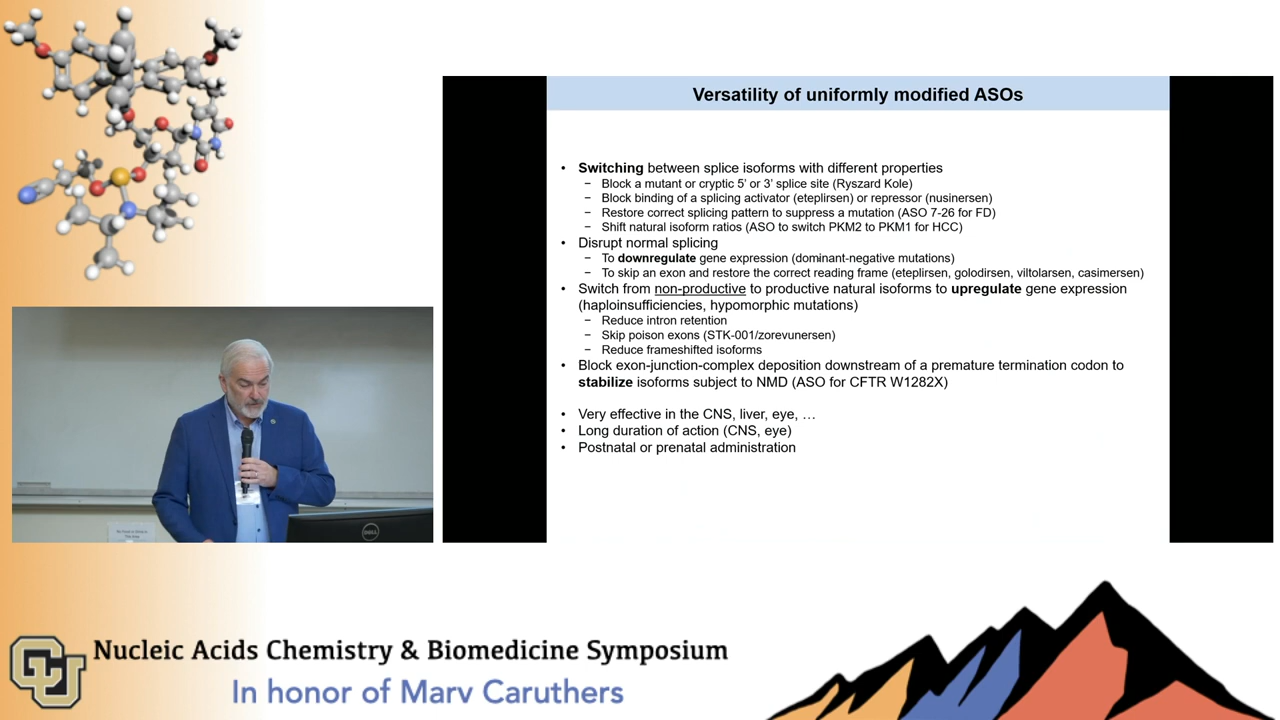 Versatility of uniformly modified ASOs
• Switching between splice isoforms with different properties
− Block a mutant or cryptic 5’ or 3’ splice site (Ryszard Kole)
− Block binding of a splicing activator (eteplirsen) or repressor (nusinersen)
− Restore correct splicing pattern to suppress a mutation (ASO 7-26 for FD)
− Shift natural isoform ratios (ASO to switch PKM2 to PKM1 for HCC)
• Disrupt normal splicing
− To downregulate gene expression (dominant-negative mutations)
− To skip an exon and restore the correct reading frame (eteplirsen, golodirsen, viltolarsen, casimersen)
• Switch from non-productive to productive natural isoforms to upregulate gene expression
(haploinsufficiencies, hypomorphic mutations)
− Reduce intron retention
− Skip poison exons (STK-001/zorevunersen)
− Reduce frameshifted isoforms
• Block exon-junction-complex deposition downstream of a premature termination codon to
stabilize isoforms subject to NMD (ASO for CFTR W1282X)
• Very effective in the CNS, liver, eye, …
• Long duration of action (CNS, eye)
• Postnatal or prenatal administration
DELL
CU
Nucleic Acids Chemistry & Biomedicine Symposium
In honor of Marv Caruthers